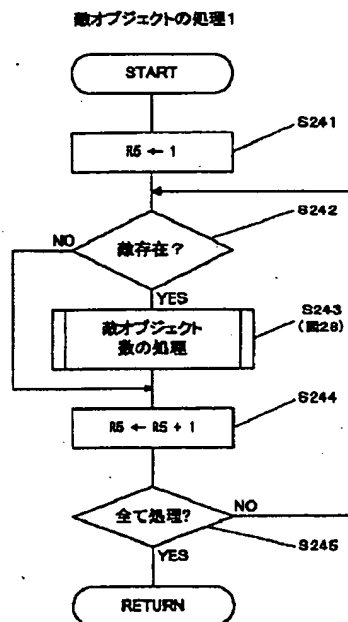 敵オブジェクトの処理1
START
R5 ← 1
S241
敵存在?
S242
NO
YES
敵オブジェクト
数の処理
S243
(図28)
R5 ← R5 + 1
S244
全て処理?
NO
S245
YES
RETURN